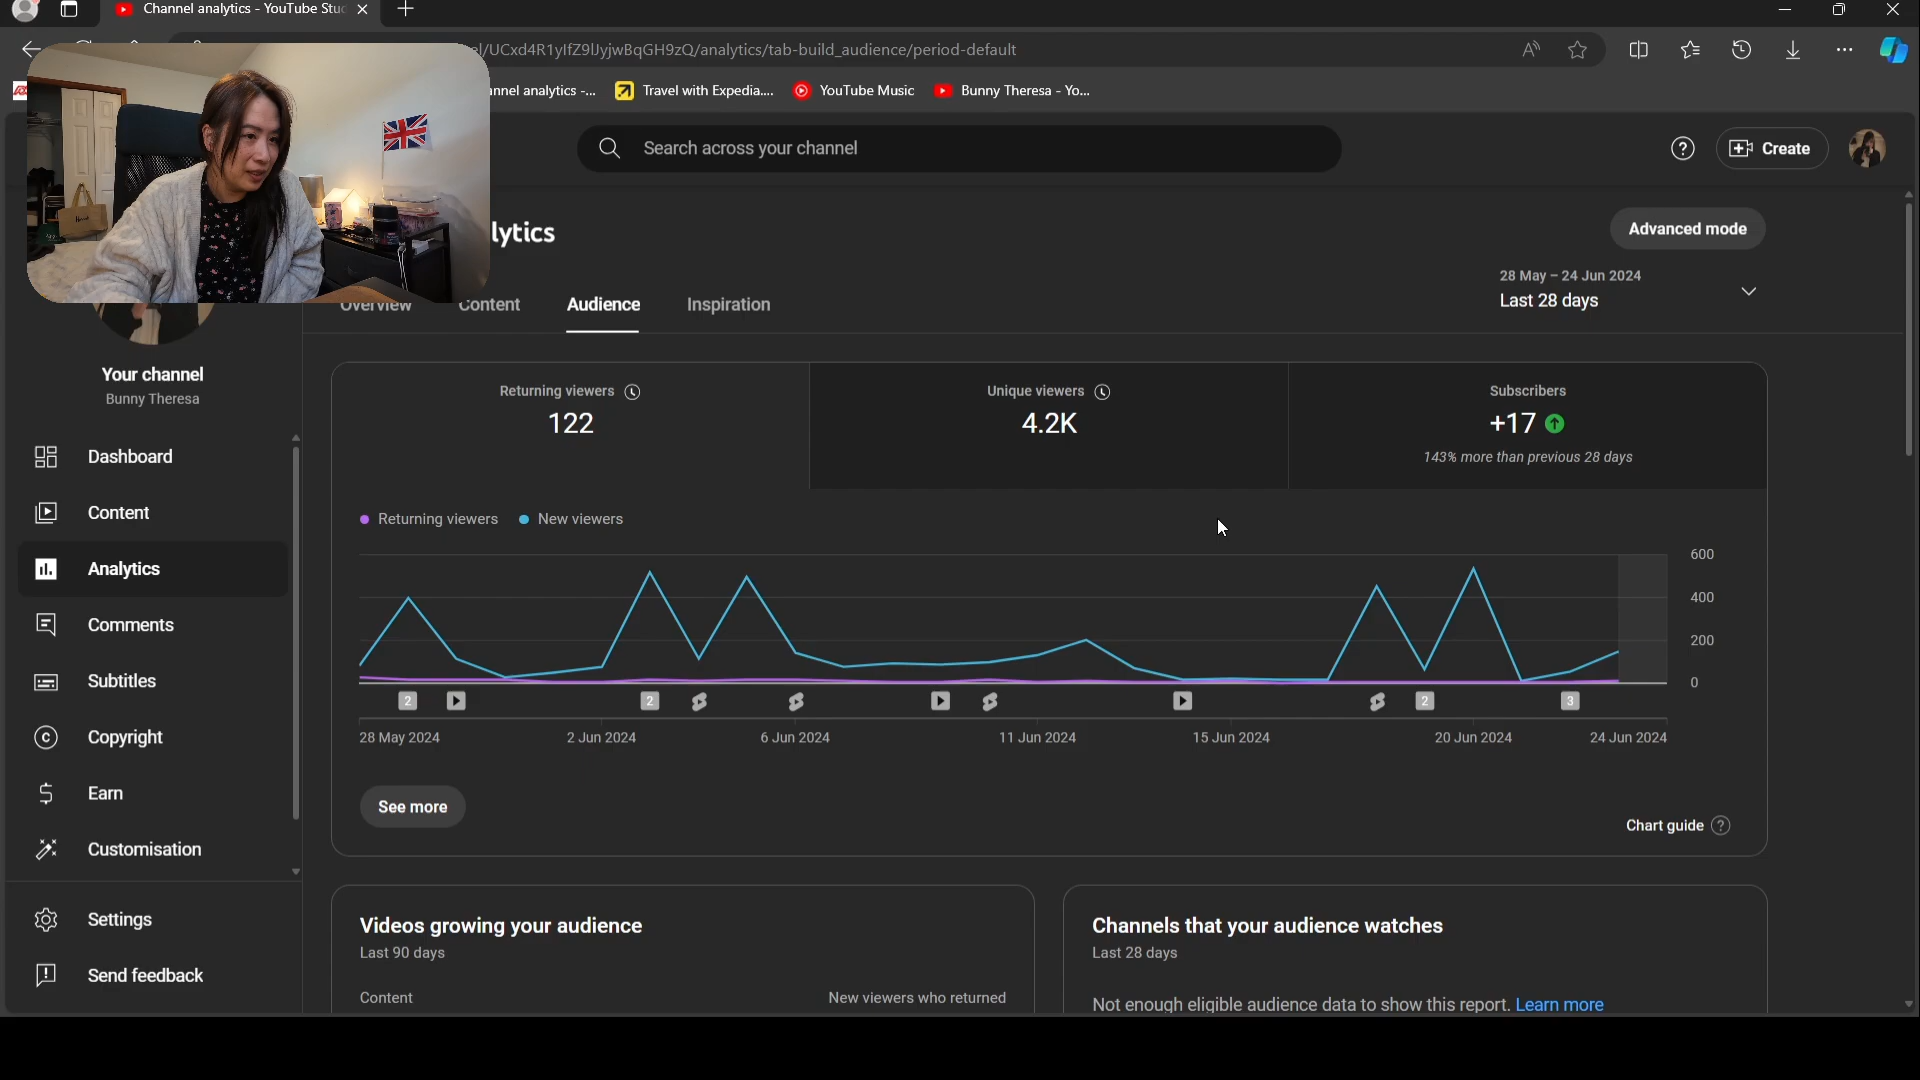 Channel analytics - YouTube Stuc
el/UCxd4R1yIfZ9lJyjwBqGH9zQ/analytics/tab-build_audience/period-default
nnel analytics -...
Travel with Expedia....
YouTube Music
Bunny Theresa - Yo...
Search across your channel
Create
lytics
Advanced mode
28 May – 24 Jun 2024
Last 28 days
Overview
Content
Audience
Inspiration
Your channel
Bunny Theresa
Dashboard
Content
Analytics
Comments
Subtitles
Copyright
Earn
Customisation
Settings
Send feedback
Returning viewers
122
Unique viewers
4.2K
Subscribers
+17
143% more than previous 28 days
Returning viewers
New viewers
600
400
200
0
2
2
2
3
28 May 2024
2 Jun 2024
6 Jun 2024
11 Jun 2024
15 Jun 2024
20 Jun 2024
24 Jun 2024
See more
Chart guide
Videos growing your audience
Last 90 days
Content
New viewers who returned
Channels that your audience watches
Last 28 days
Not enough eligible audience data to show this report. Learn more